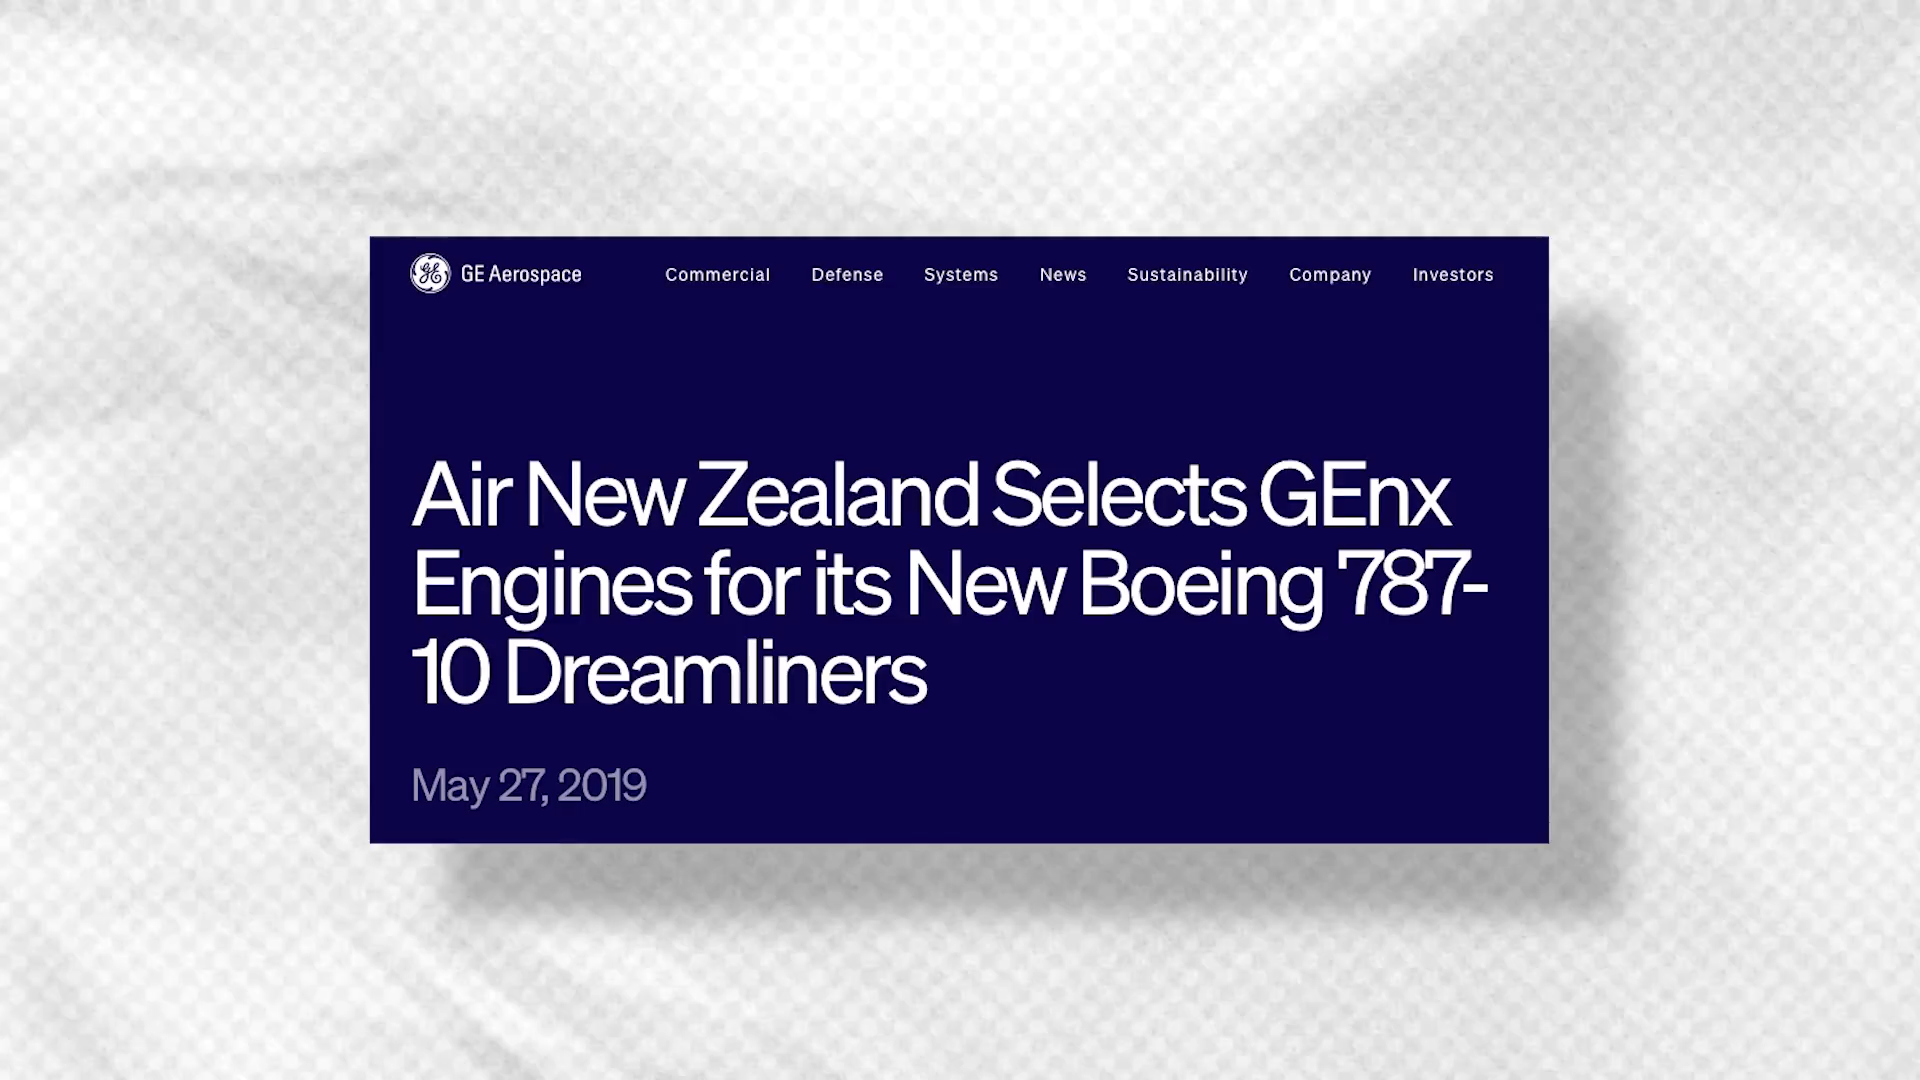 GE Aerospace Commercial Defense Systems News Sustainability Company Investors
Air New Zealand Selects GEnx
Engines for its New Boeing 787-
10 Dreamliners
May 27, 2019